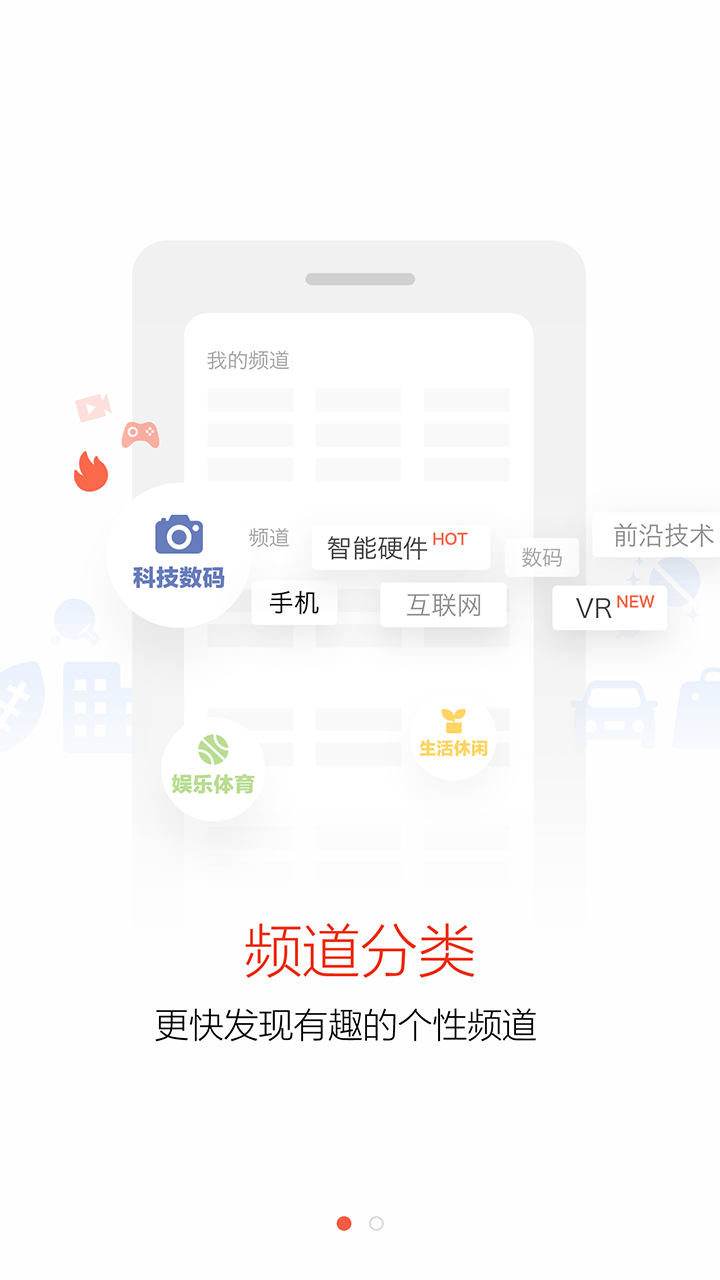 我的频道
频道
智能硬件 HOT
数码
前沿技术
科技数码
手机
互联网
VR NEW
生活休闲
娱乐体育
频道分类
更快发现有趣的个性频道